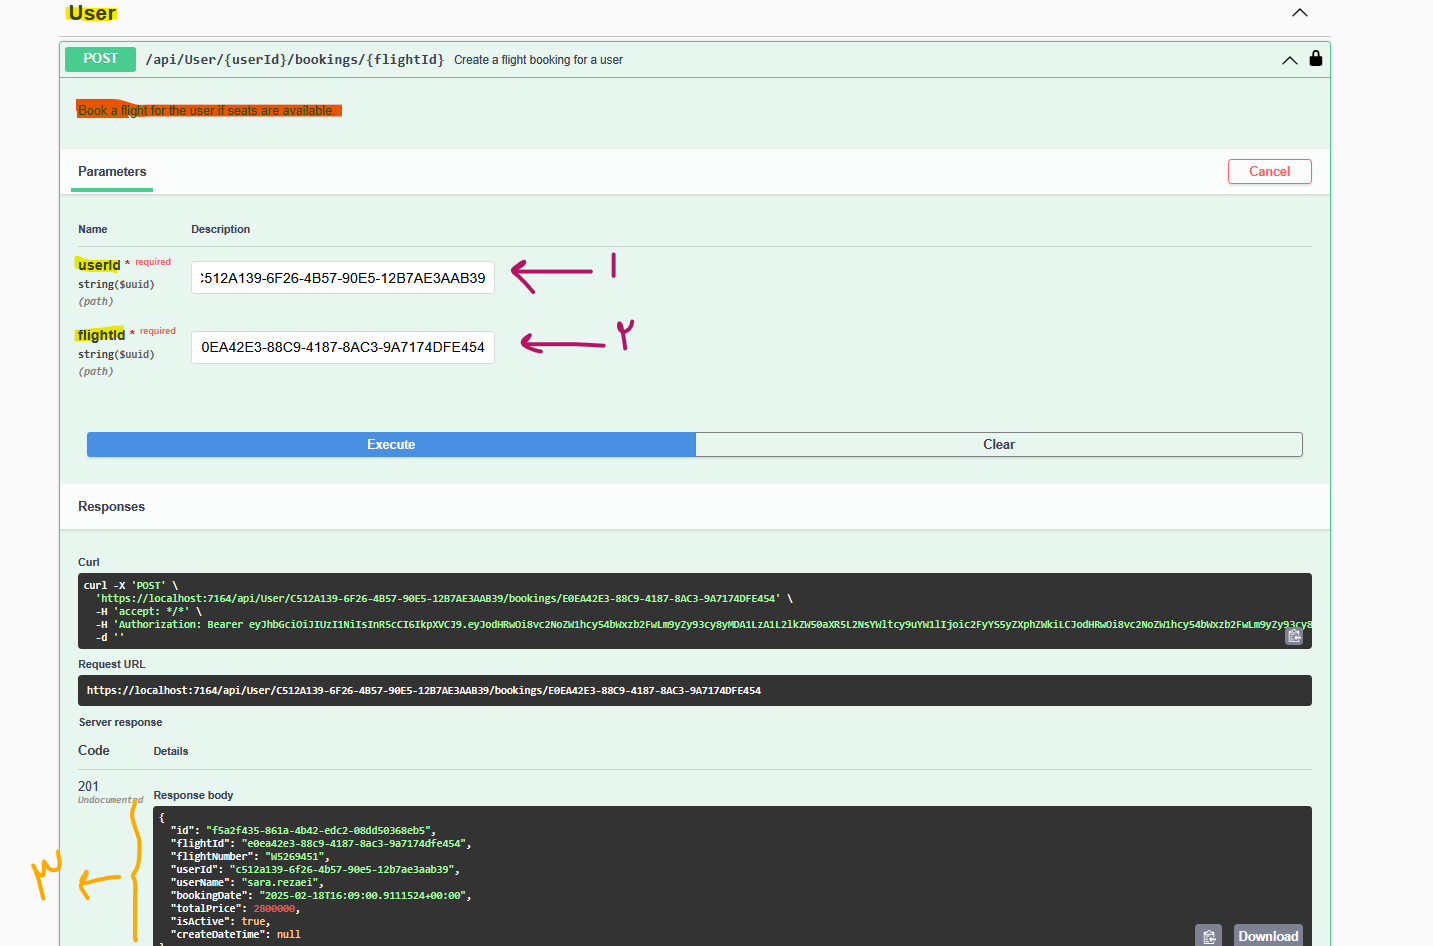 User
POST /api/User/{userId}/bookings/{flightId} Create a flight booking for a user
Book a flight for the user if seats are available.
Parameters
Cancel
Name Description
userId * required
string($uuid)
(path)
C512A139-6F26-4B57-90E5-12B7AE3AAB39
۱
flightId * required
string($uuid)
(path)
0EA42E3-88C9-4187-8AC3-9A7174DFE454
۲
Execute Clear
Responses
Curl
curl -X 'POST' \
'https://localhost:7164/api/User/C512A139-6F26-4B57-90E5-12B7AE3AAB39/bookings/E0EA42E3-88C9-4187-8AC3-9A7174DFE454' \
-H 'accept: */*' \
-H 'Authorization: Bearer
-d ''
Request URL
https://localhost:7164/api/User/C512A139-6F26-4B57-90E5-12B7AE3AAB39/bookings/E0EA42E3-88C9-4187-8AC3-9A7174DFE454
Server response
Code Details
201
Undocumented
Response body
{
"id": "f5a2f435-861a-4b42-edc2-08dd50368eb5",
"flightId": "e0ea42e3-88c9-4187-8ac3-9a7174dfe454",
"flightNumber": "W5269451",
"userId": "c512a139-6f26-4b57-90e5-12b7ae3aab39",
"userName": "sara.rezaei",
"bookingDate": "2025-02-18T16:09:00.9111524+00:00",
"totalPrice": 2800000,
"isActive": true,
"createDateTime": null
۳
Download